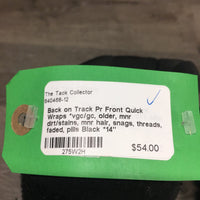 The Tack Collector
540468-12
Back on Track Pr Front Quick
Wraps *vgc/gc, older, mnr
dirt/stains, mnr hair, snags, threads,
faded, pills Black "14"
$54.00
275W2H